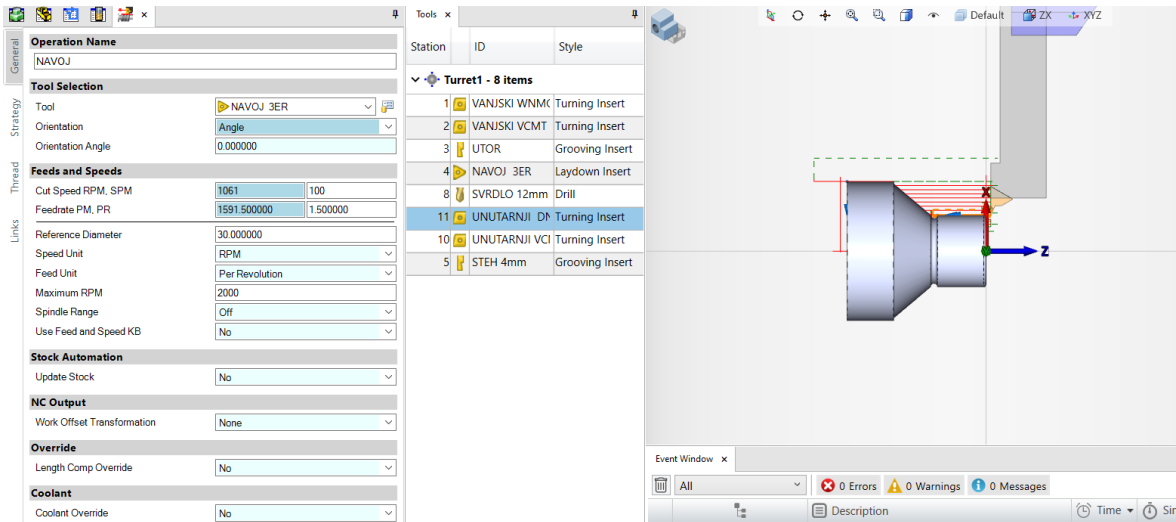 General
Strategy
Thread
Links
Operation Name
NAVOJ
Tool Selection
Tool NAVOJ 3ER
Orientation Angle
Orientation Angle 0.000000
Feeds and Speeds
Cut Speed RPM, SPM 1061 100
Feedrate PM, PR 1591.500000 1.500000
Reference Diameter 30.000000
Speed Unit RPM
Feed Unit Per Revolution
Maximum RPM 2000
Spindle Range Off
Use Feed and Speed KB No
Stock Automation
Update Stock No
NC Output
Work Offset Transformation None
Override
Length Comp Override No
Coolant
Coolant Override No
Tools
Station ID Style
Turret1 - 8 items
1 VANJSKI WNM Turning Insert
2 VANJSKI VCMT Turning Insert
3 UTOR Grooving Insert
4 NAVOJ 3ER Laydown Insert
8 SVRDLO 12mm Drill
11 UNUTARNJI DN Turning Insert
10 UNUTARNJI VCI Turning Insert
5 STEH 4mm Grooving Insert
Default ZX XYZ
X
Z
Event Window
All 0 Errors 0 Warnings 0 Messages
Description Time Sir